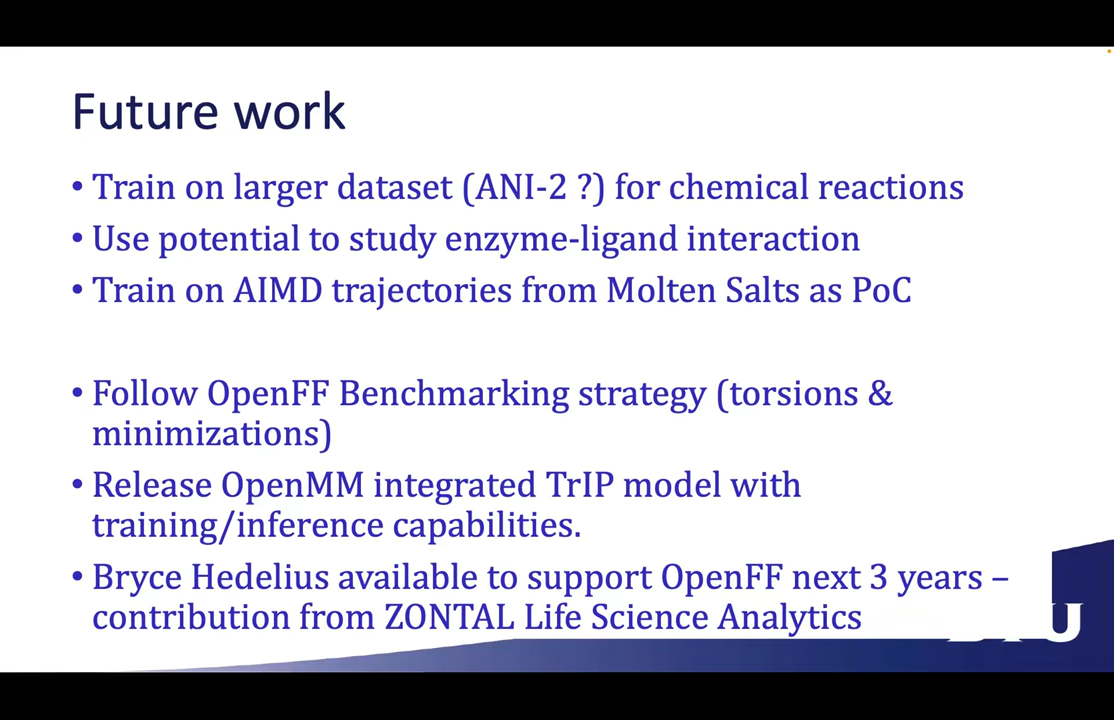 Future work
• Train on larger dataset (ANI-2 ?) for chemical reactions
• Use potential to study enzyme-ligand interaction
• Train on AIMD trajectories from Molten Salts as PoC
• Follow OpenFF Benchmarking strategy (torsions &
minimizations)
• Release OpenMM integrated TrIP model with
training/inference capabilities.
• Bryce Hedelius available to support OpenFF next 3 years –
contribution from ZONTAL Life Science Analytics